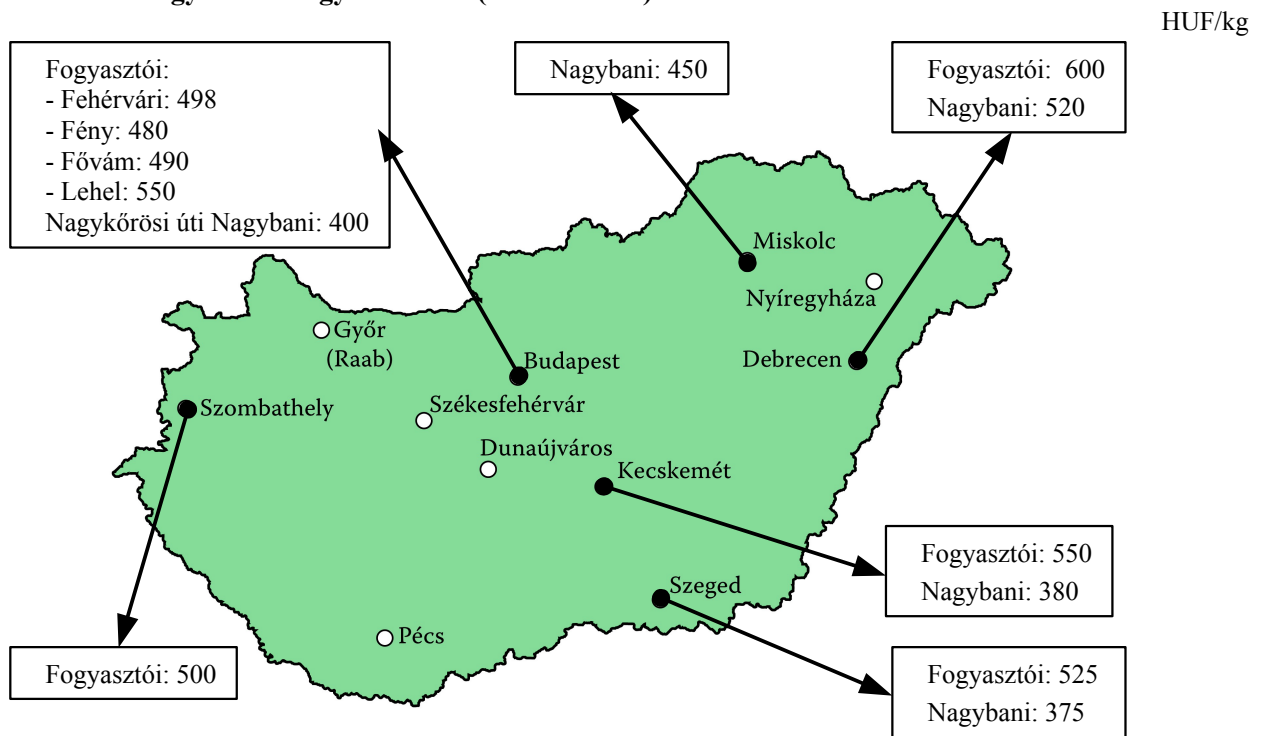 HUF/kg
Fogyasztói:
- Fehérvári: 498
- Fény: 480
- Fővám: 490
- Lehel: 550
Nagykőrösi úti Nagybani: 400
Nagybani: 450
Fogyasztói: 600
Nagybani: 520
Miskolc
Nyíregyháza
Győr
(Raab)
Budapest
Debrecen
Szombathely
Székesfehérvár
Dunaújváros
Kecskemét
Fogyasztói: 550
Nagybani: 380
Szeged
Pécs
Fogyasztói: 500
Fogyasztói: 525
Nagybani: 375